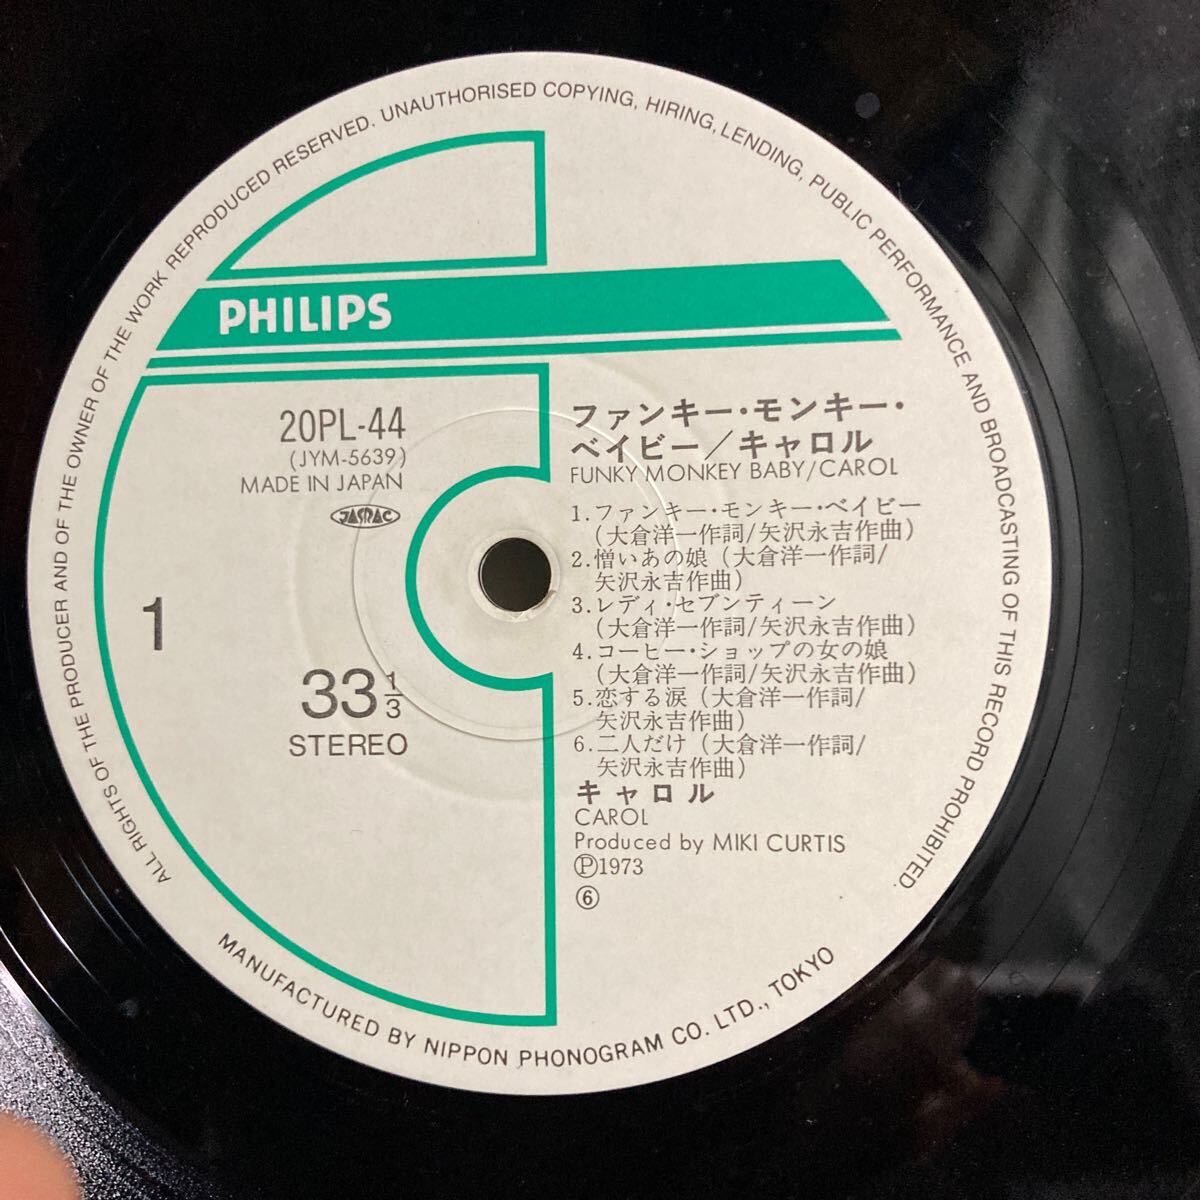 ALL RIGHTS OF THE PRODUCER AND OF THE OWNER OF THE WORK REPRODUCED RESERVED. UNAUTHORISED COPYING, HIRING, LENDING, PUBLIC PERFORMANCE AND BROADCASTING OF THIS RECORD PROHIBITED.
PHILIPS
20PL-44
(JYM-5639)
MADE IN JAPAN
JASRAC
1
33 1/3
STEREO
ファンキー・モンキー・
ベイビー/キャロル
FUNKY MONKEY BABY/CAROL
1.ファンキー・モンキー・ベイビー
(大倉洋一作詞/矢沢永吉作曲)
2.憎いあの娘(大倉洋一作詞/
矢沢永吉作曲)
3.レディ・セブンティーン
(大倉洋一作詞/矢沢永吉作曲)
4.コーヒー・ショップの女の娘
(大倉洋一作詞/矢沢永吉作曲)
5.恋する涙(大倉洋一作詞/
矢沢永吉作曲)
6.二人だけ(大倉洋一作詞/
矢沢永吉作曲)
キャロル
CAROL
Produced by MIKI CURTIS
Ⓟ1973
⑥
MANUFACTURED BY NIPPON PHONOGRAM CO. LTD., TOKYO